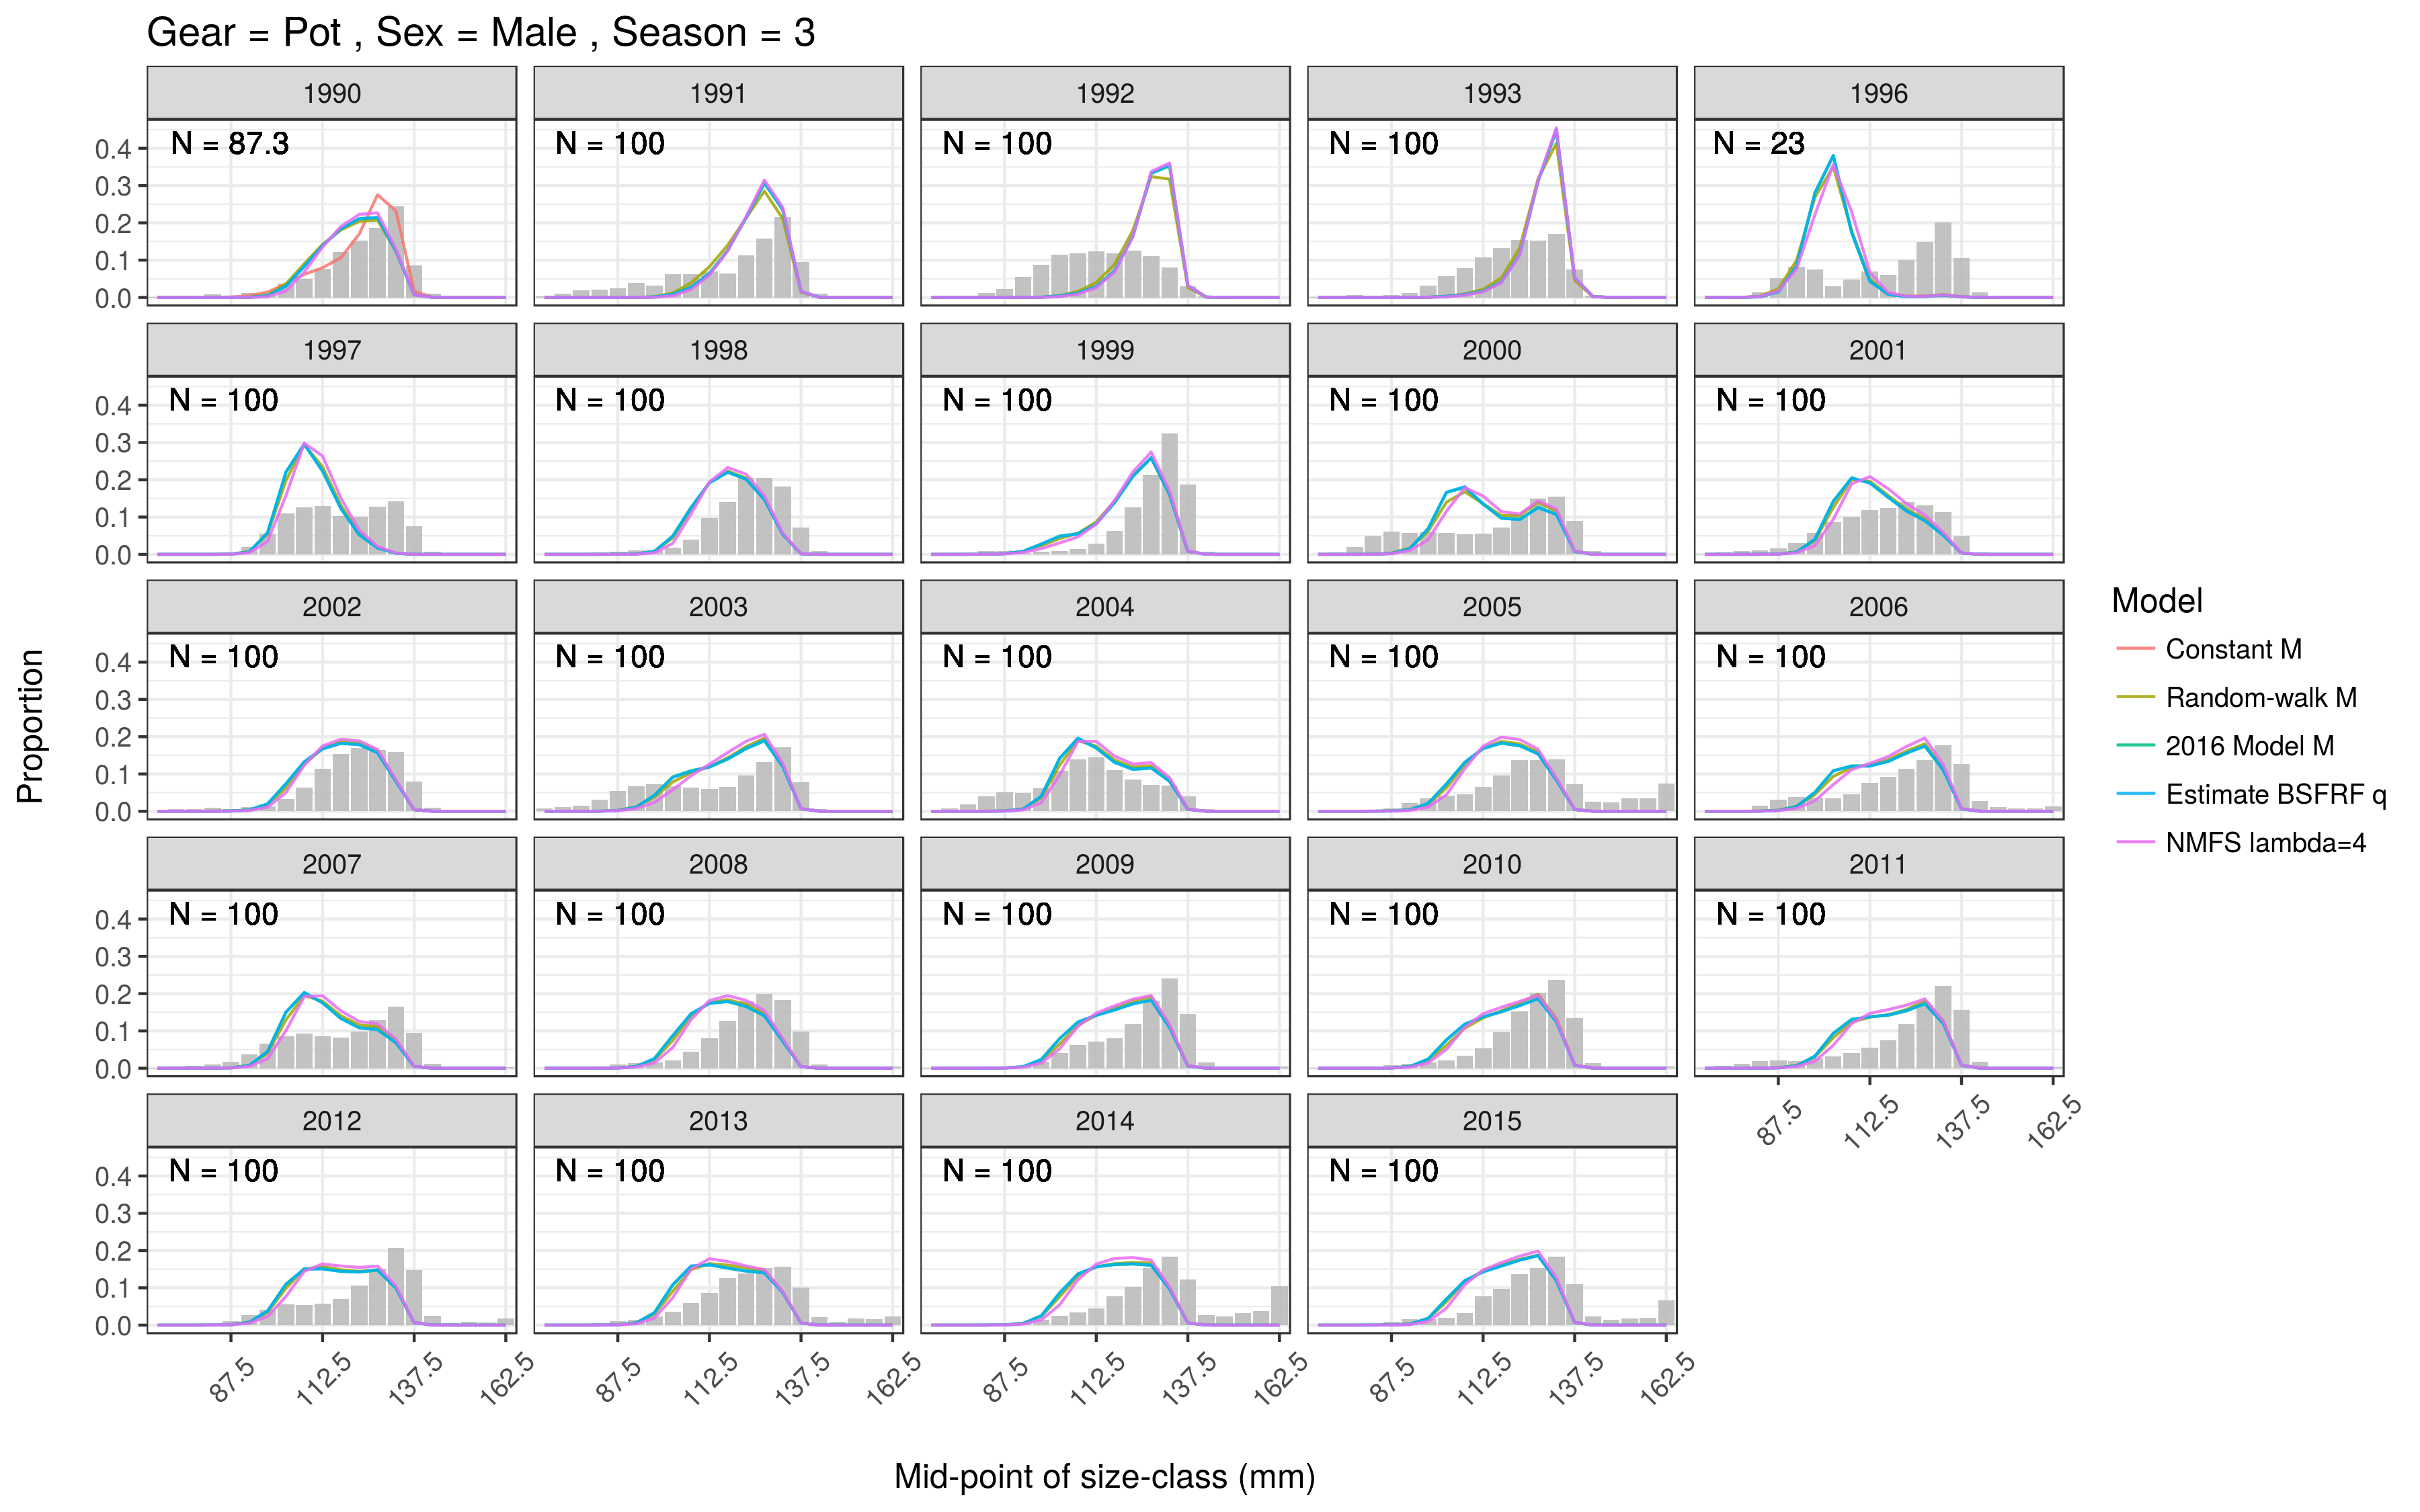 Gear = Pot , Sex = Male , Season = 3
1990 1991 1992 1993 1996
N = 87.3 N = 100 N = 100 N = 100 N = 23
0.4
0.3
0.2
0.1
0.0
1997 1998 1999 2000 2001
N = 100 N = 100 N = 100 N = 100 N = 100
0.4
0.3
0.2
0.1
0.0
2002 2003 2004 2005 2006
N = 100 N = 100 N = 100 N = 100 N = 100
0.4
0.3
0.2
0.1
0.0
2007 2008 2009 2010 2011
N = 100 N = 100 N = 100 N = 100 N = 100
0.4
0.3
0.2
0.1
0.0
87.5 112.5 137.5 162.5
2012 2013 2014 2015
N = 100 N = 100 N = 100 N = 100
0.4
0.3
0.2
0.1
0.0
87.5 112.5 137.5 162.5 87.5 112.5 137.5 162.5 87.5 112.5 137.5 162.5 87.5 112.5 137.5 162.5
Proportion
Mid-point of size-class (mm)
Model
Constant M
Random-walk M
2016 Model M
Estimate BSFRF q
NMFS lambda=4